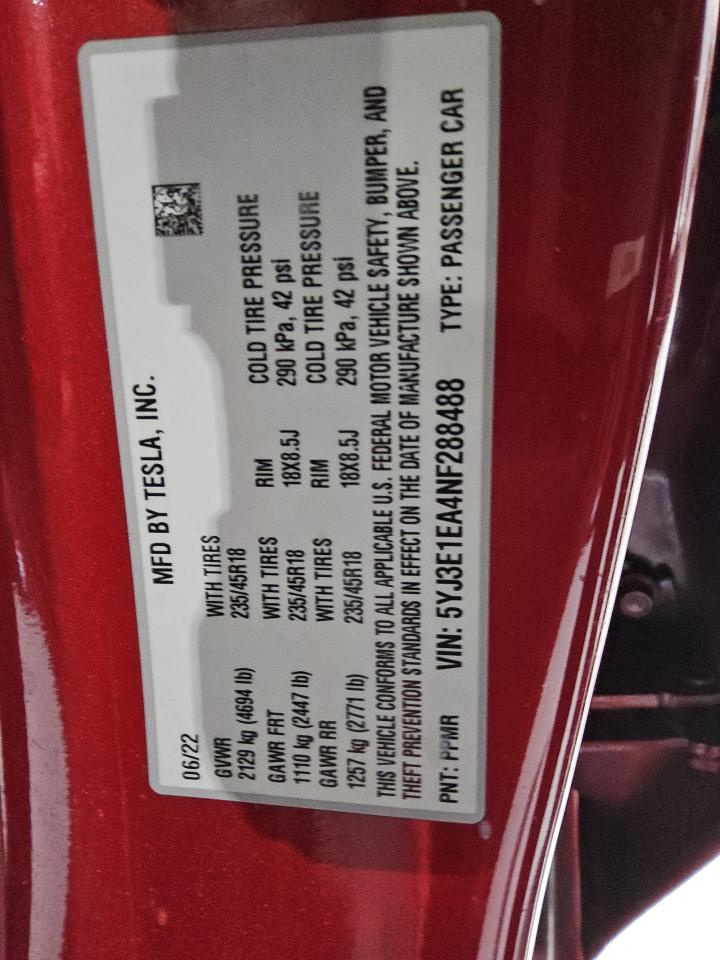 06/22 MFD BY TESLA, INC.
GVWR WITH TIRES
2129 kg (4694 lb) 235/45R18
GAWR FRT WITH TIRES RIM COLD TIRE PRESSURE
1110 kg (2447 lb) 235/45R18 18X8.5J 290 kPa, 42 psi
GAWR RR WITH TIRES RIM COLD TIRE PRESSURE
1257 kg (2771 lb) 235/45R18 18X8.5J 290 kPa, 42 psi
THIS VEHICLE CONFORMS TO ALL APPLICABLE U.S. FEDERAL MOTOR VEHICLE SAFETY, BUMPER, AND
THEFT PREVENTION STANDARDS IN EFFECT ON THE DATE OF MANUFACTURE SHOWN ABOVE.
PNT: PPMR VIN: 5YJ3E1EA4NF288488 TYPE: PASSENGER CAR